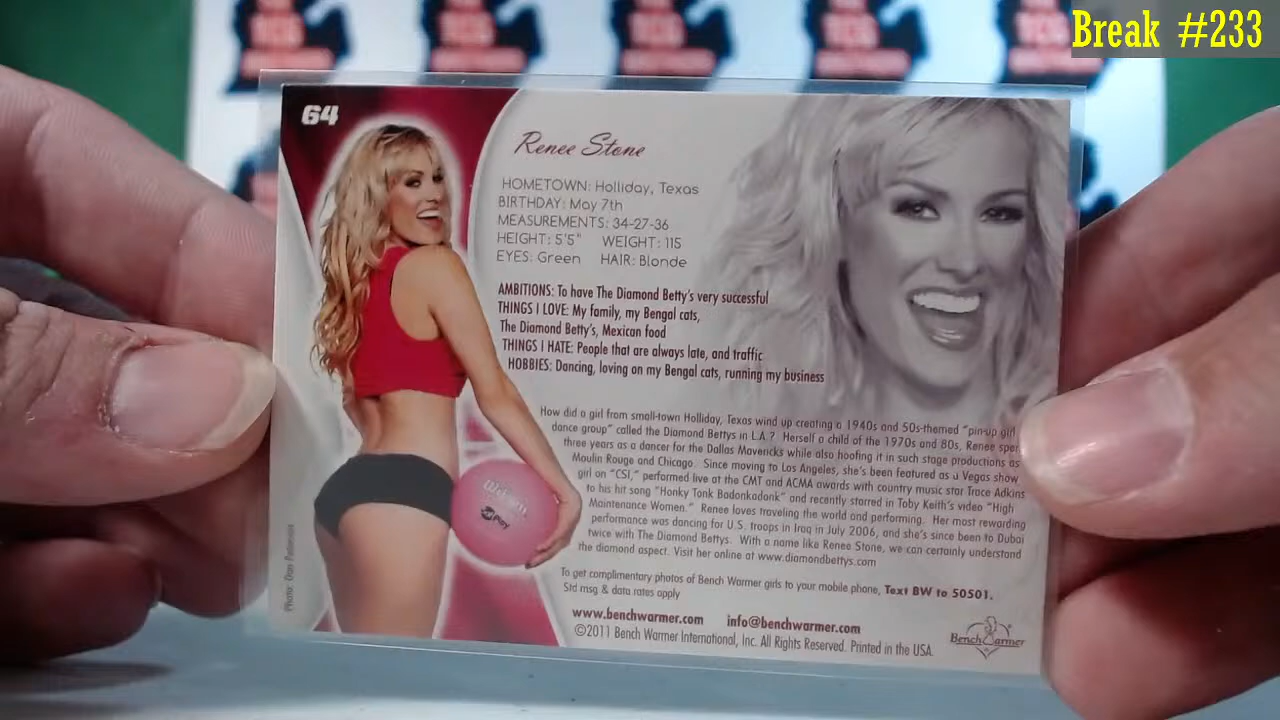 Break #233
64
Renee Stone
HOMETOWN: Holliday, Texas
BIRTHDAY: May 7th
MEASUREMENTS: 34-27-36
HEIGHT: 5'5" WEIGHT: 115
EYES: Green HAIR: Blonde
AMBITIONS: To have The Diamond Betty's very successful
THINGS I LOVE: My family, my Bengal cats,
The Diamond Betty's, Mexican food
THINGS I HATE: People that are always late, and traffic
HOBBIES: Dancing, loving on my Bengal cats, running my business
How did a girl from small-town Holliday, Texas wind up creating a 1940s and 50s-themed "pin-up girl
dance group" called the Diamond Bettys in L.A.? Herself a child of the 1970s and 80s, Renee spen
three years as a dancer for the Dallas Mavericks while also hoofing it in such stage productions as
Moulin Rouge and Chicago. Since moving to Los Angeles, she's been featured as a Vegas show
girl on "CSI," performed live at the CMT and ACMA awards with country music star Trace Adkins
to his hit song "Honky Tonk Badonkadonk" and recently starred in Toby Keith's video "High
Maintenance Women." Renee loves traveling the world and performing. Her most rewarding
performance was dancing for U.S. troops in Iraq in July 2006, and she's since been to Dubai
twice with The Diamond Bettys. With a name like Renee Stone, we can certainly understand
the diamond aspect. Visit her online at www.diamondbettys.com
To get complimentary photos of Bench Warmer girls to your mobile phone, Text BW to 50501.
Std msg & data rates apply
www.benchwarmer.com info@benchwarmer.com
©2011 Bench Warmer International, Inc. All Rights Reserved. Printed in the USA.
BenchWarmer
Wilson
Play
Photo: Dan